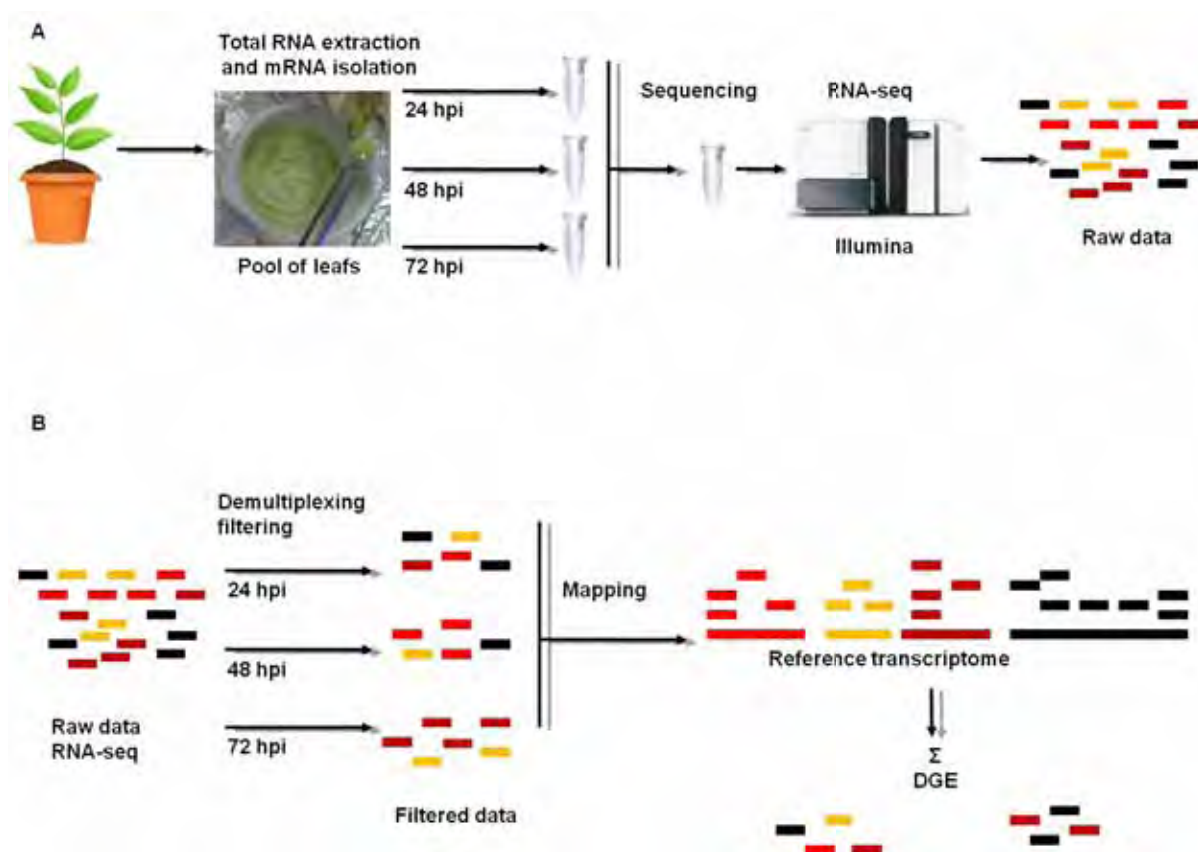 A
Total RNA extraction
and mRNA isolation
24 hpi
48 hpi
72 hpi
Pool of leafs
Sequencing
RNA-seq
Illumina
Raw data
B
Demultiplexing
filtering
24 hpi
48 hpi
72 hpi
Raw data
RNA-seq
Filtered data
Mapping
Reference transcriptome
Σ
DGE